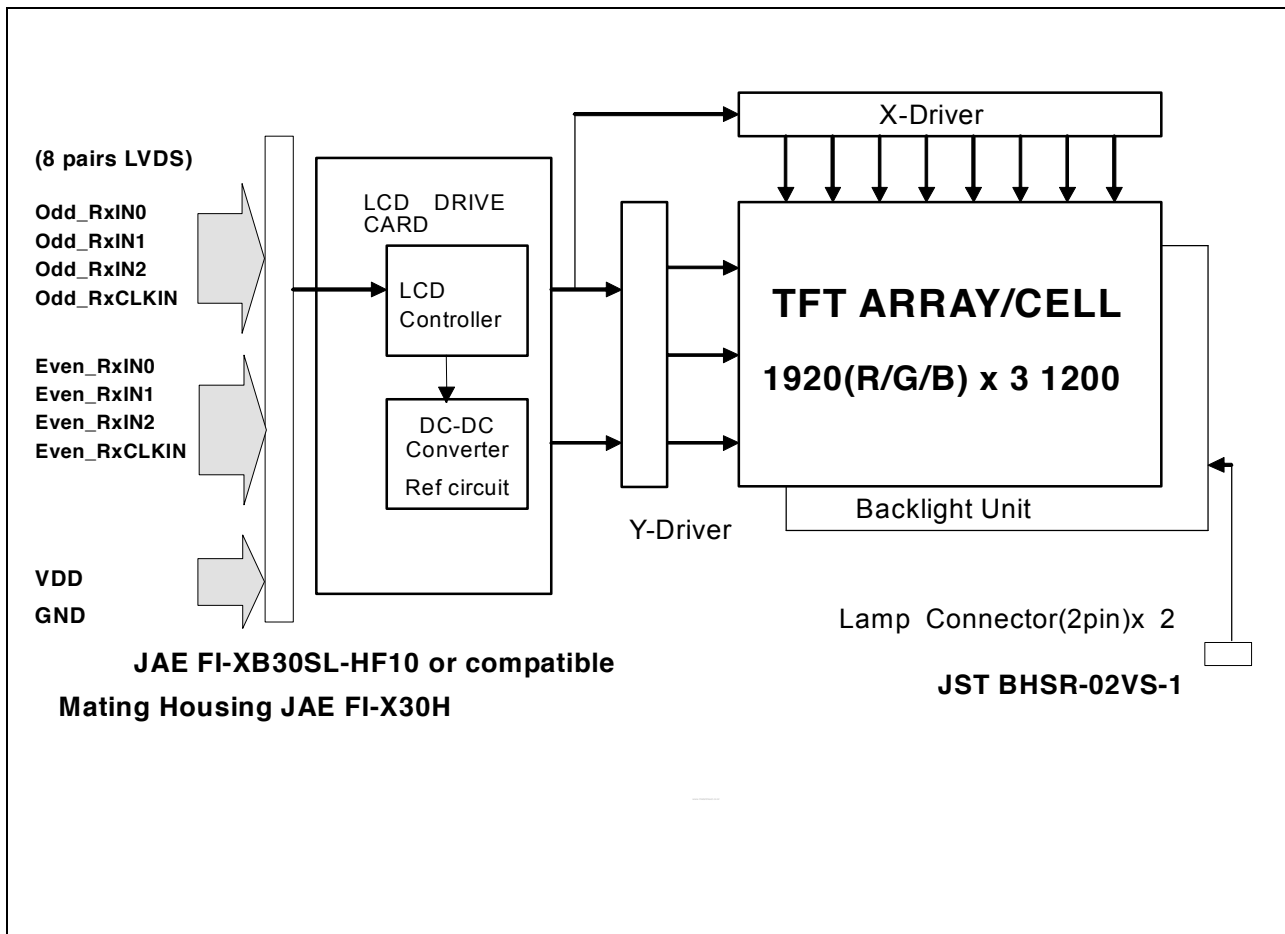 (8 pairs LVDS)
Odd_RxIN0
Odd_RxIN1
Odd_RxIN2
Odd_RxCLKIN
Even_RxIN0
Even_RxIN1
Even_RxIN2
Even_RxCLKIN
VDD
GND
LCD DRIVE
CARD
LCD
Controller
DC-DC
Converter
Ref circuit
X-Driver
Y-Driver
TFT ARRAY/CELL
1920(R/G/B) x 3 1200
Backlight Unit
Lamp Connector(2pin)x 2
JST BHSR-02VS-1
JAE FI-XB30SL-HF10 or compatible
Mating Housing JAE FI-X30H